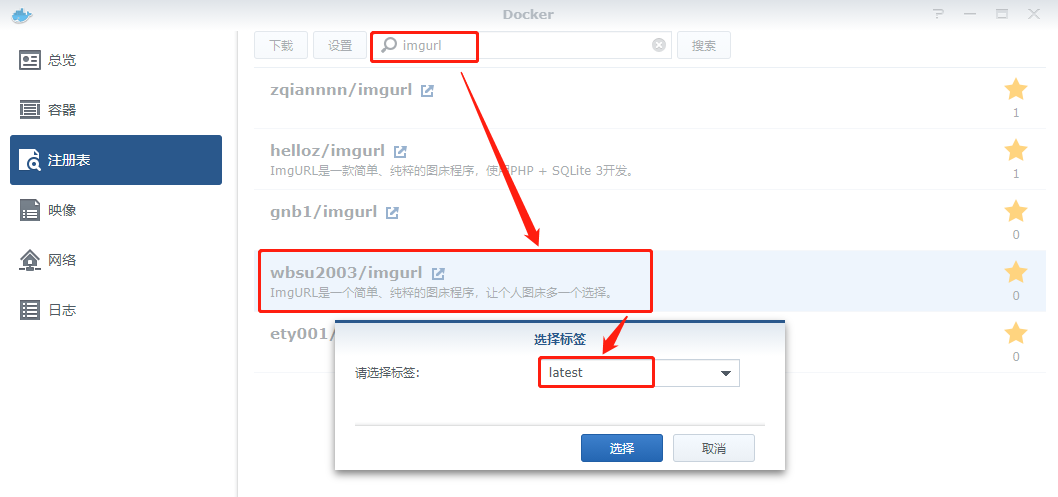 Docker
总览
容器
注册表
映像
网络
日志
下载 设置 imgurl 搜索
zqiannnn/imgurl
1
helloz/imgurl
ImgURL是一款简单、纯粹的图床程序，使用PHP + SQLite 3开发。
1
gnb1/imgurl
0
wbsu2003/imgurl
ImgURL是一个简单、纯粹的图床程序，让个人图床多一个选择。
0
ety001/
0
选择标签
请选择标签: latest
选择 取消